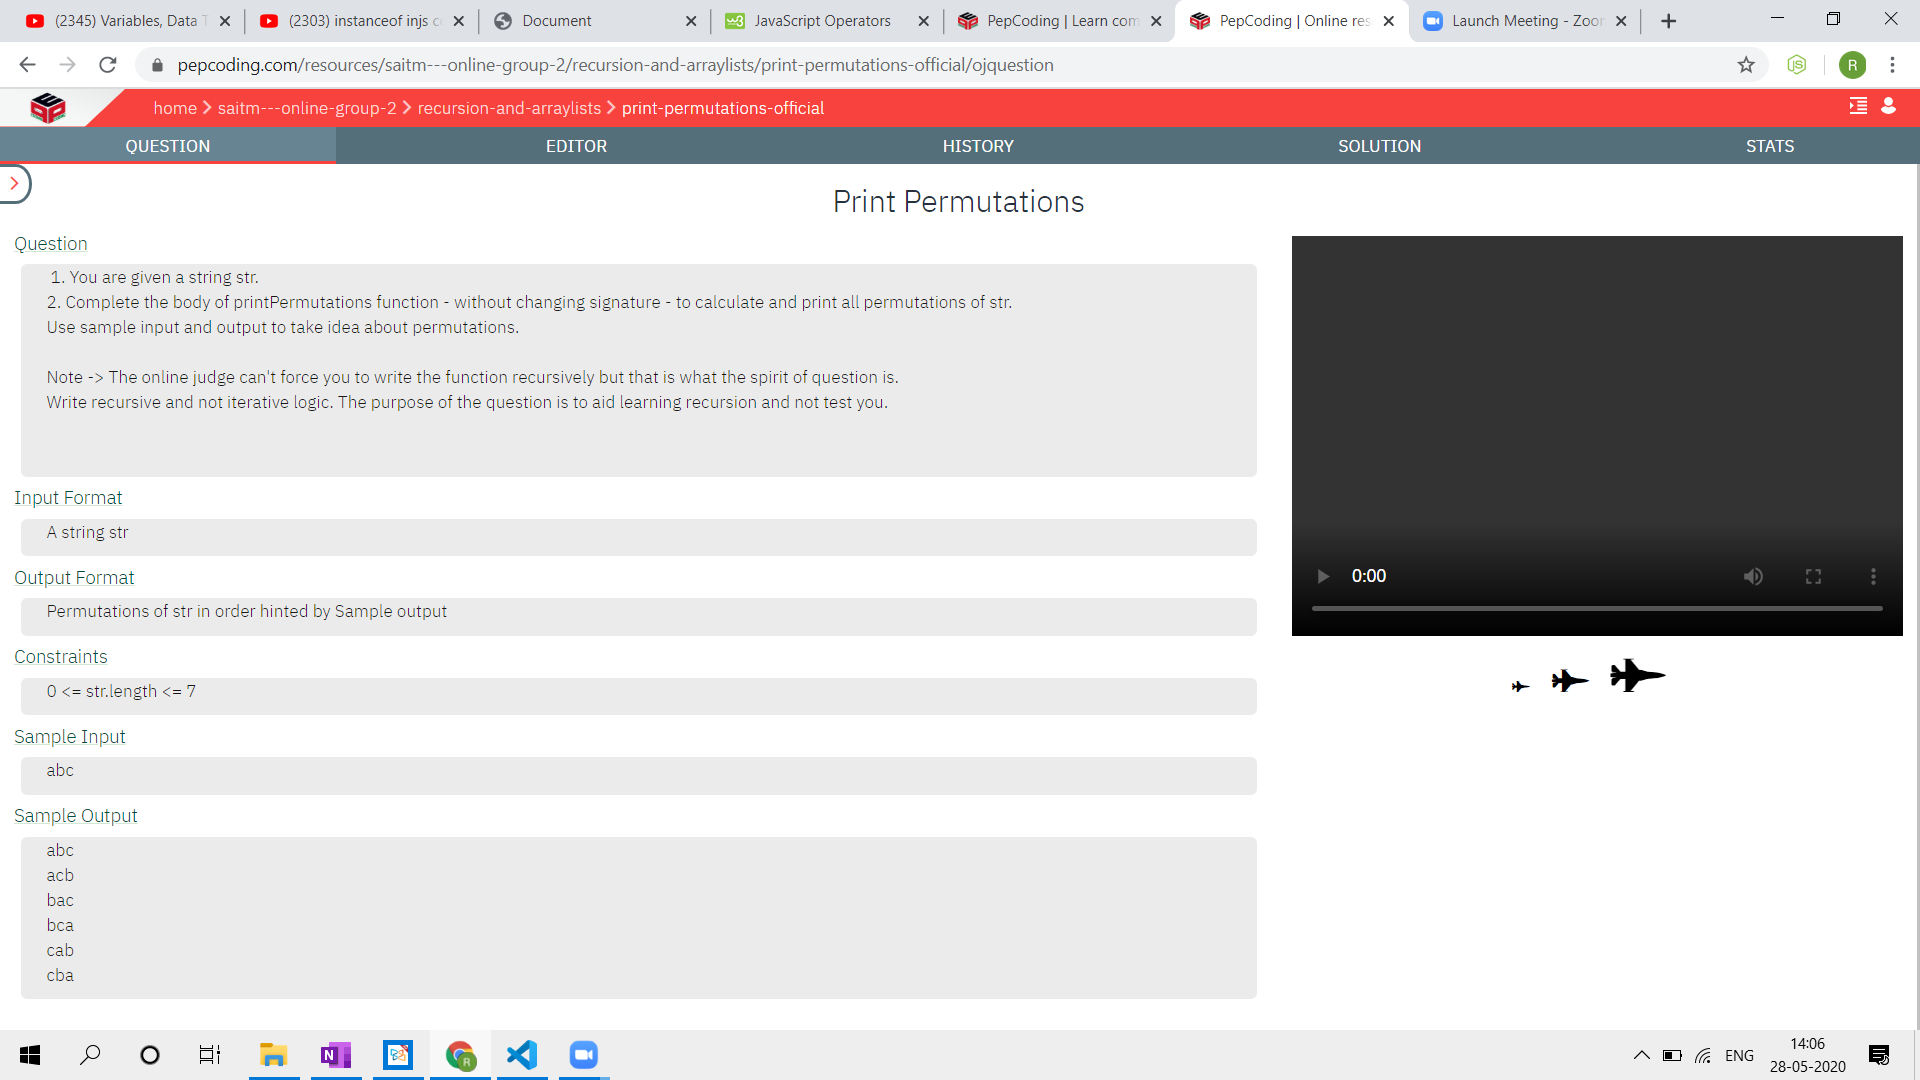 (2345) Variables, Data T
(2303) instanceof injs c
Document
JavaScript Operators
PepCoding | Learn com
PepCoding | Online res
Launch Meeting - Zoo
pepcoding.com/resources/saitm---online-group-2/recursion-and-arraylists/print-permutations-official/ojquestion
R
home > saitm---online-group-2 > recursion-and-arraylists > print-permutations-official
QUESTION EDITOR HISTORY SOLUTION STATS
Print Permutations
Question
1. You are given a string str.
2. Complete the body of printPermutations function - without changing signature - to calculate and print all permutations of str.
Use sample input and output to take idea about permutations.
Note -> The online judge can't force you to write the function recursively but that is what the spirit of question is.
Write recursive and not iterative logic. The purpose of the question is to aid learning recursion and not test you.
0:00
Input Format
A string str
Output Format
Permutations of str in order hinted by Sample output
Constraints
0 <= str.length <= 7
Sample Input
abc
Sample Output
abc
acb
bac
bca
cab
cba
ENG
14:06
28-05-2020